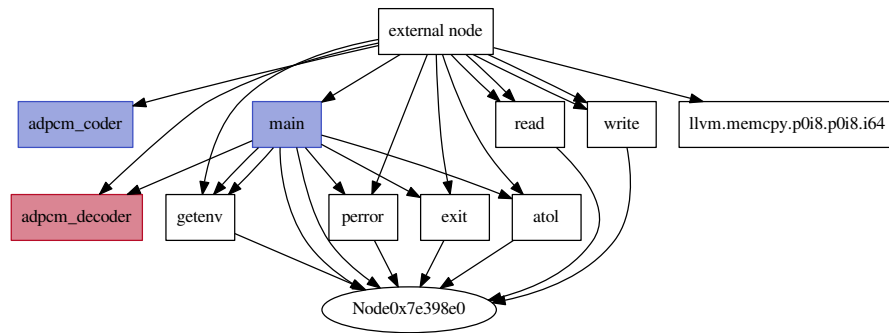 external node
adpcm_coder
main
read
write
llvm.memcpy.p0i8.p0i8.i64
adpcm_decoder
getenv
perror
exit
atol
Node0x7e398e0